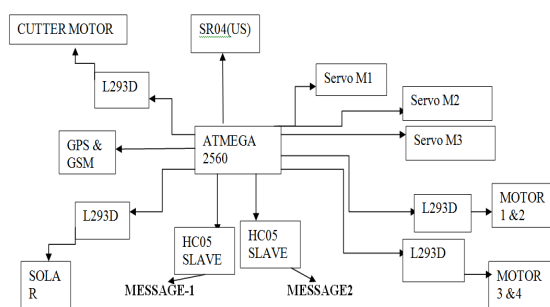 CUTTER MOTOR
SR04(US)
L293D
Servo M1
Servo M2
Servo M3
ATMEGA
2560
GPS &
GSM
L293D
HC05
SLAVE
HC05
SLAVE
L293D
MOTOR
1 &2
L293D
SOLA
R
MESSAGE-1
MESSAGE2
MOTOR
3 &4